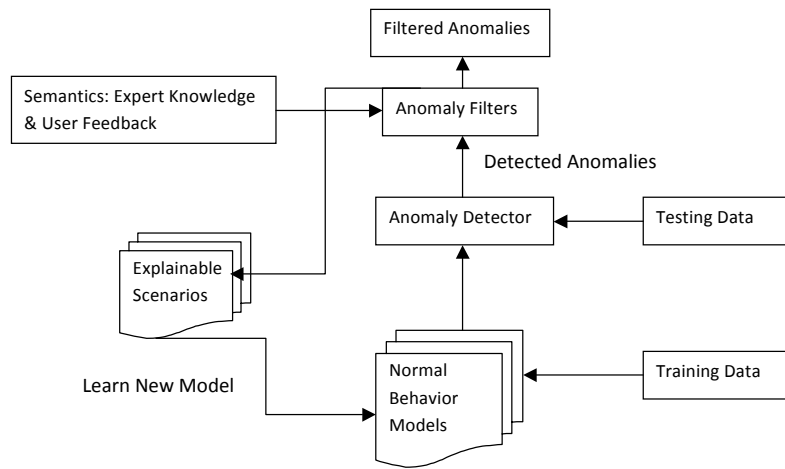 Filtered Anomalies
Semantics: Expert Knowledge
& User Feedback
Anomaly Filters
Detected Anomalies
Anomaly Detector
Testing Data
Explainable
Scenarios
Learn New Model
Normal
Behavior
Models
Training Data